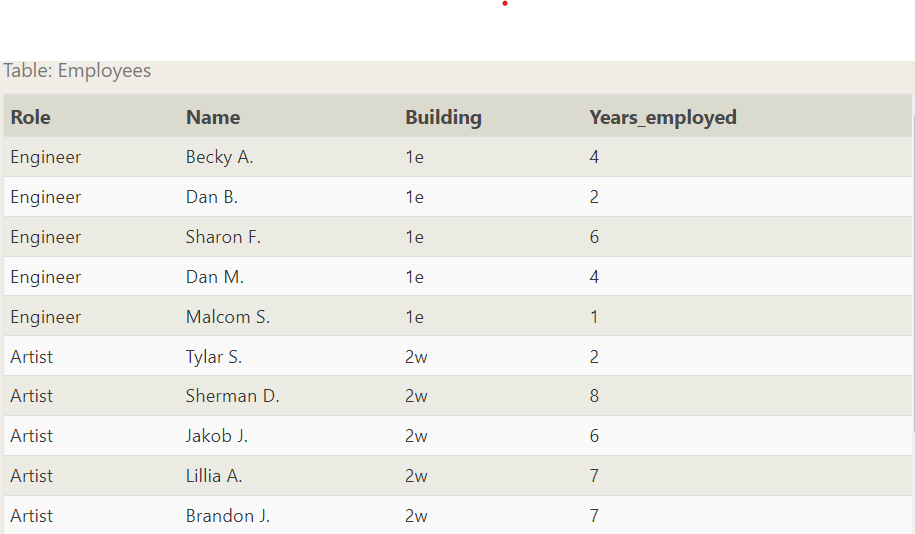 Table: Employees
Role Name Building Years_employed
Engineer Becky A. 1e 4
Engineer Dan B. 1e 2
Engineer Sharon F. 1e 6
Engineer Dan M. 1e 4
Engineer Malcom S. 1e 1
Artist Tylar S. 2w 2
Artist Sherman D. 2w 8
Artist Jakob J. 2w 6
Artist Lillia A. 2w 7
Artist Brandon J. 2w 7